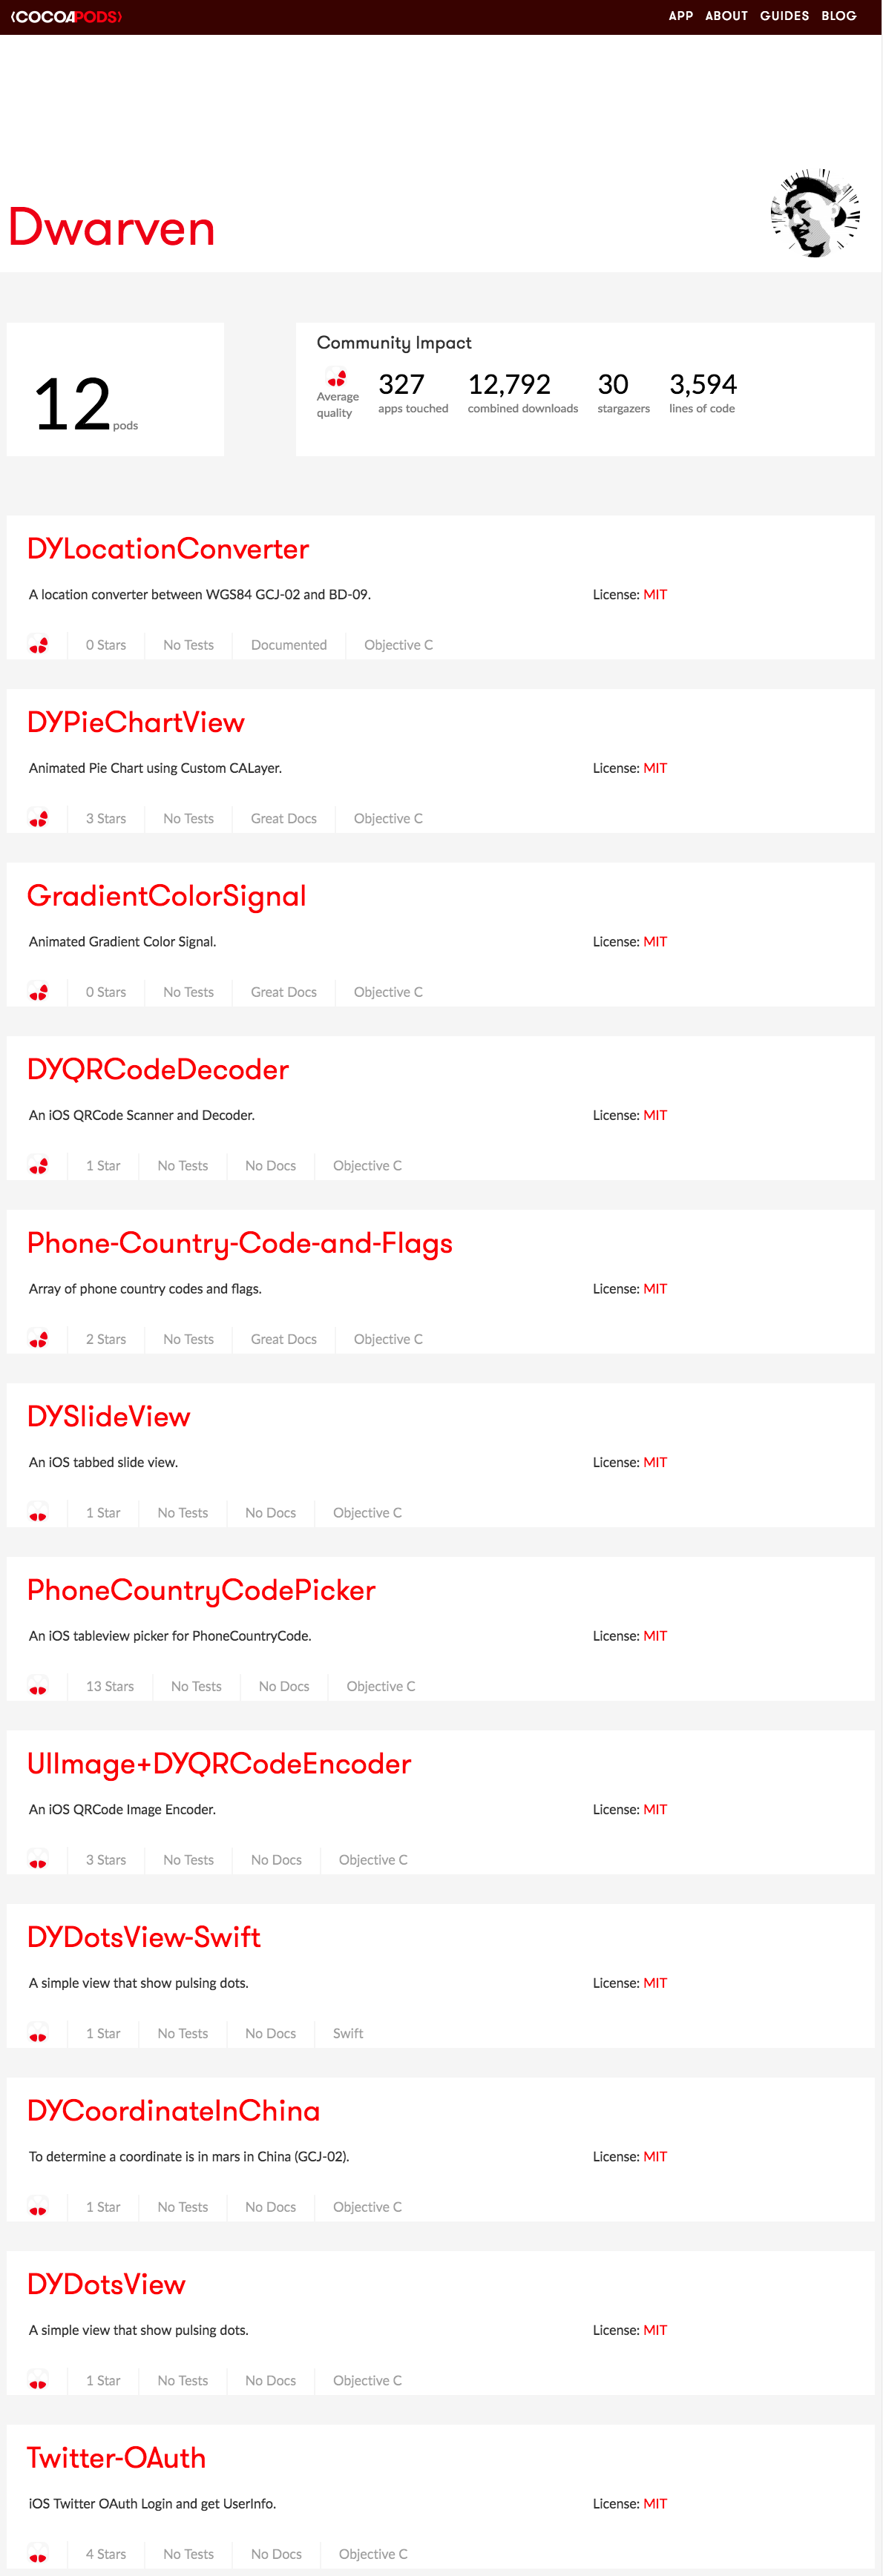 COCOAPODS APP ABOUT GUIDES BLOG
Dwarven
12 pods
Community Impact
Average quality
327 apps touched
12,792 combined downloads
30 stargazers
3,594 lines of code
DYLocationConverter
A location converter between WGS84 GCJ-02 and BD-09. License: MIT
0 Stars No Tests Documented Objective C
DYPieChartView
Animated Pie Chart using Custom CALayer. License: MIT
3 Stars No Tests Great Docs Objective C
GradientColorSignal
Animated Gradient Color Signal. License: MIT
0 Stars No Tests Great Docs Objective C
DYQRCodeDecoder
An iOS QRCode Scanner and Decoder. License: MIT
1 Star No Tests No Docs Objective C
Phone-Country-Code-and-Flags
Array of phone country codes and flags. License: MIT
2 Stars No Tests Great Docs Objective C
DYSlideView
An iOS tabbed slide view. License: MIT
1 Star No Tests No Docs Objective C
PhoneCountryCodePicker
An iOS tableview picker for PhoneCountryCode. License: MIT
13 Stars No Tests No Docs Objective C
UIImage+DYQRCodeEncoder
An iOS QRCode Image Encoder. License: MIT
3 Stars No Tests No Docs Objective C
DYDotsView-Swift
A simple view that show pulsing dots. License: MIT
1 Star No Tests No Docs Swift
DYCoordinateInChina
To determine a coordinate is in mars in China (GCJ-02). License: MIT
1 Star No Tests No Docs Objective C
DYDotsView
A simple view that show pulsing dots. License: MIT
1 Star No Tests No Docs Objective C
Twitter-OAuth
iOS Twitter OAuth Login and get UserInfo. License: MIT
4 Stars No Tests No Docs Objective C